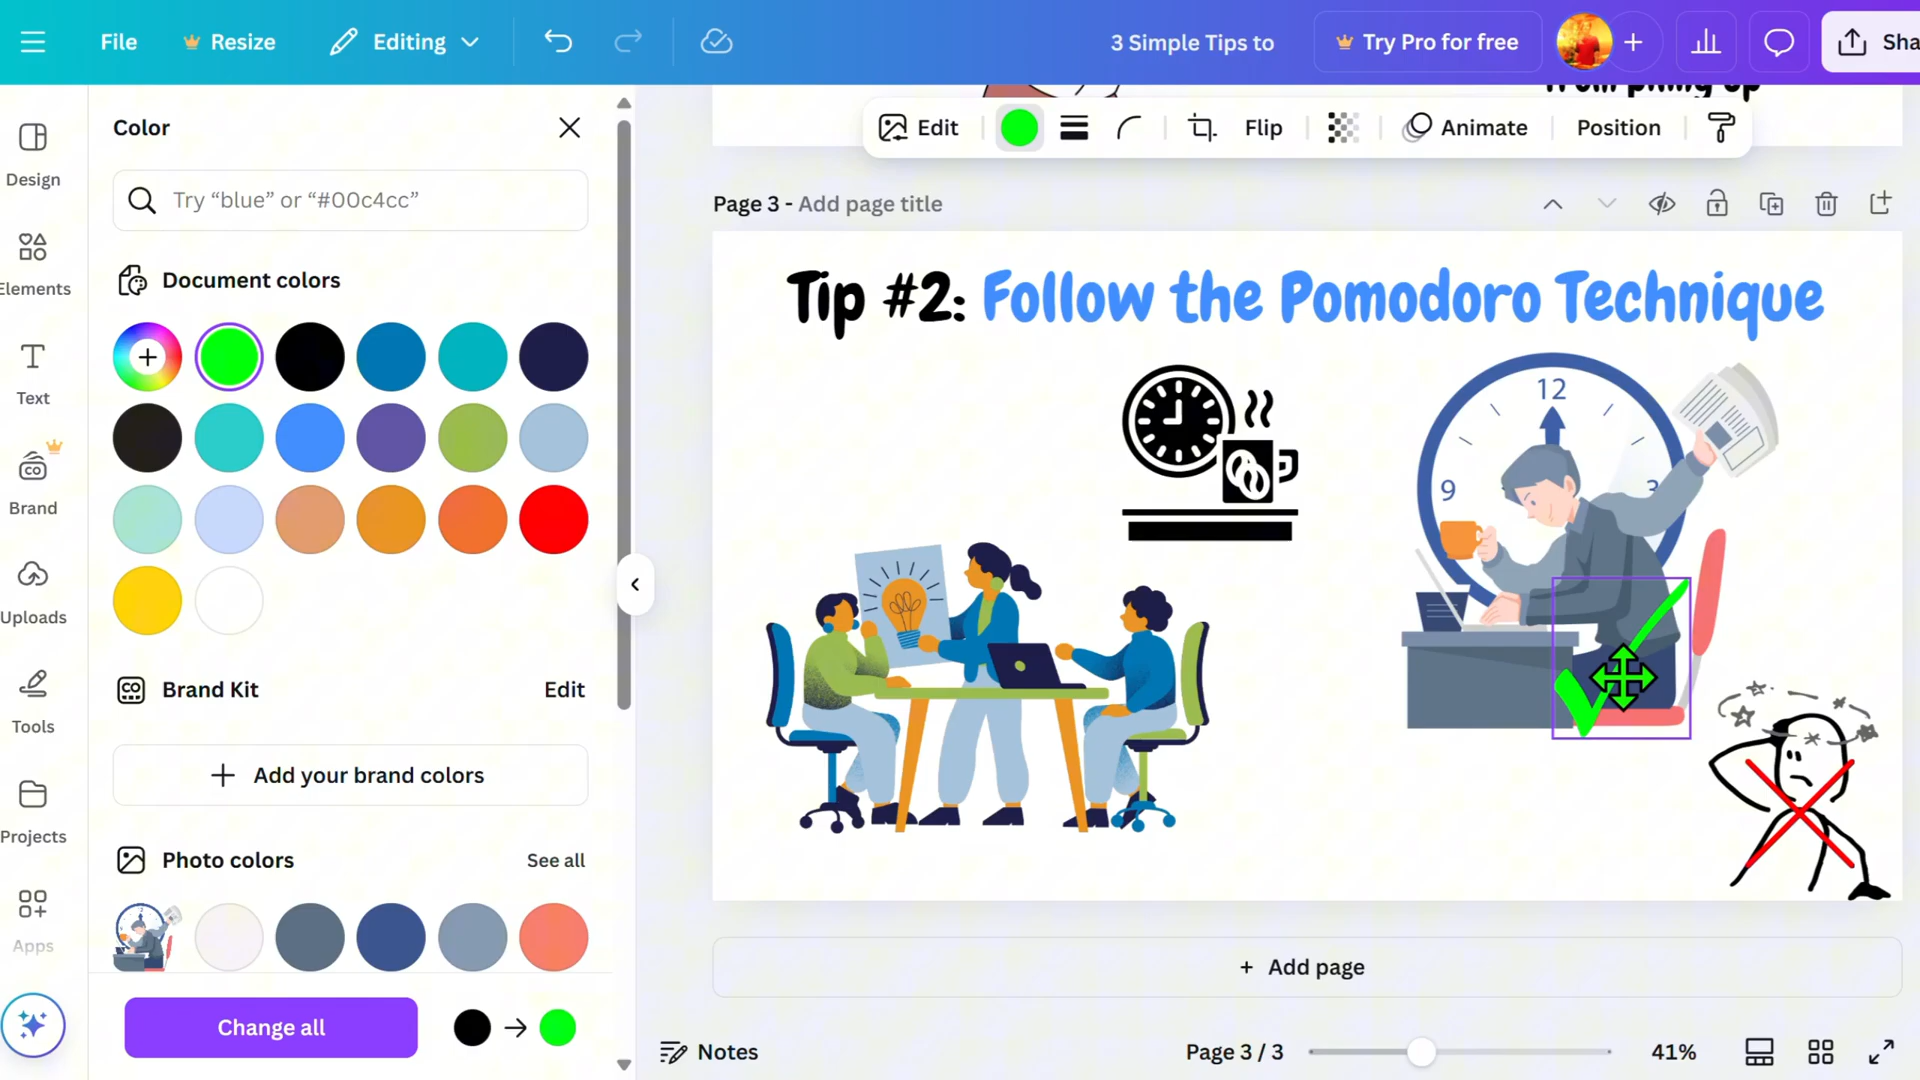 File
Resize
Editing
3 Simple Tips to
Try Pro for free
Sha
Design
Elements
Text
Brand
Uploads
Tools
Projects
Apps
Color
Try “blue” or “#00c4cc”
Document colors
Brand Kit
Edit
Add your brand colors
Photo colors
See all
Change all
from piling up
Edit
Flip
Animate
Position
Page 3 - Add page title
Tip #2: Follow the Pomodoro Technique
12
9
3
+ Add page
Notes
Page 3 / 3
41%